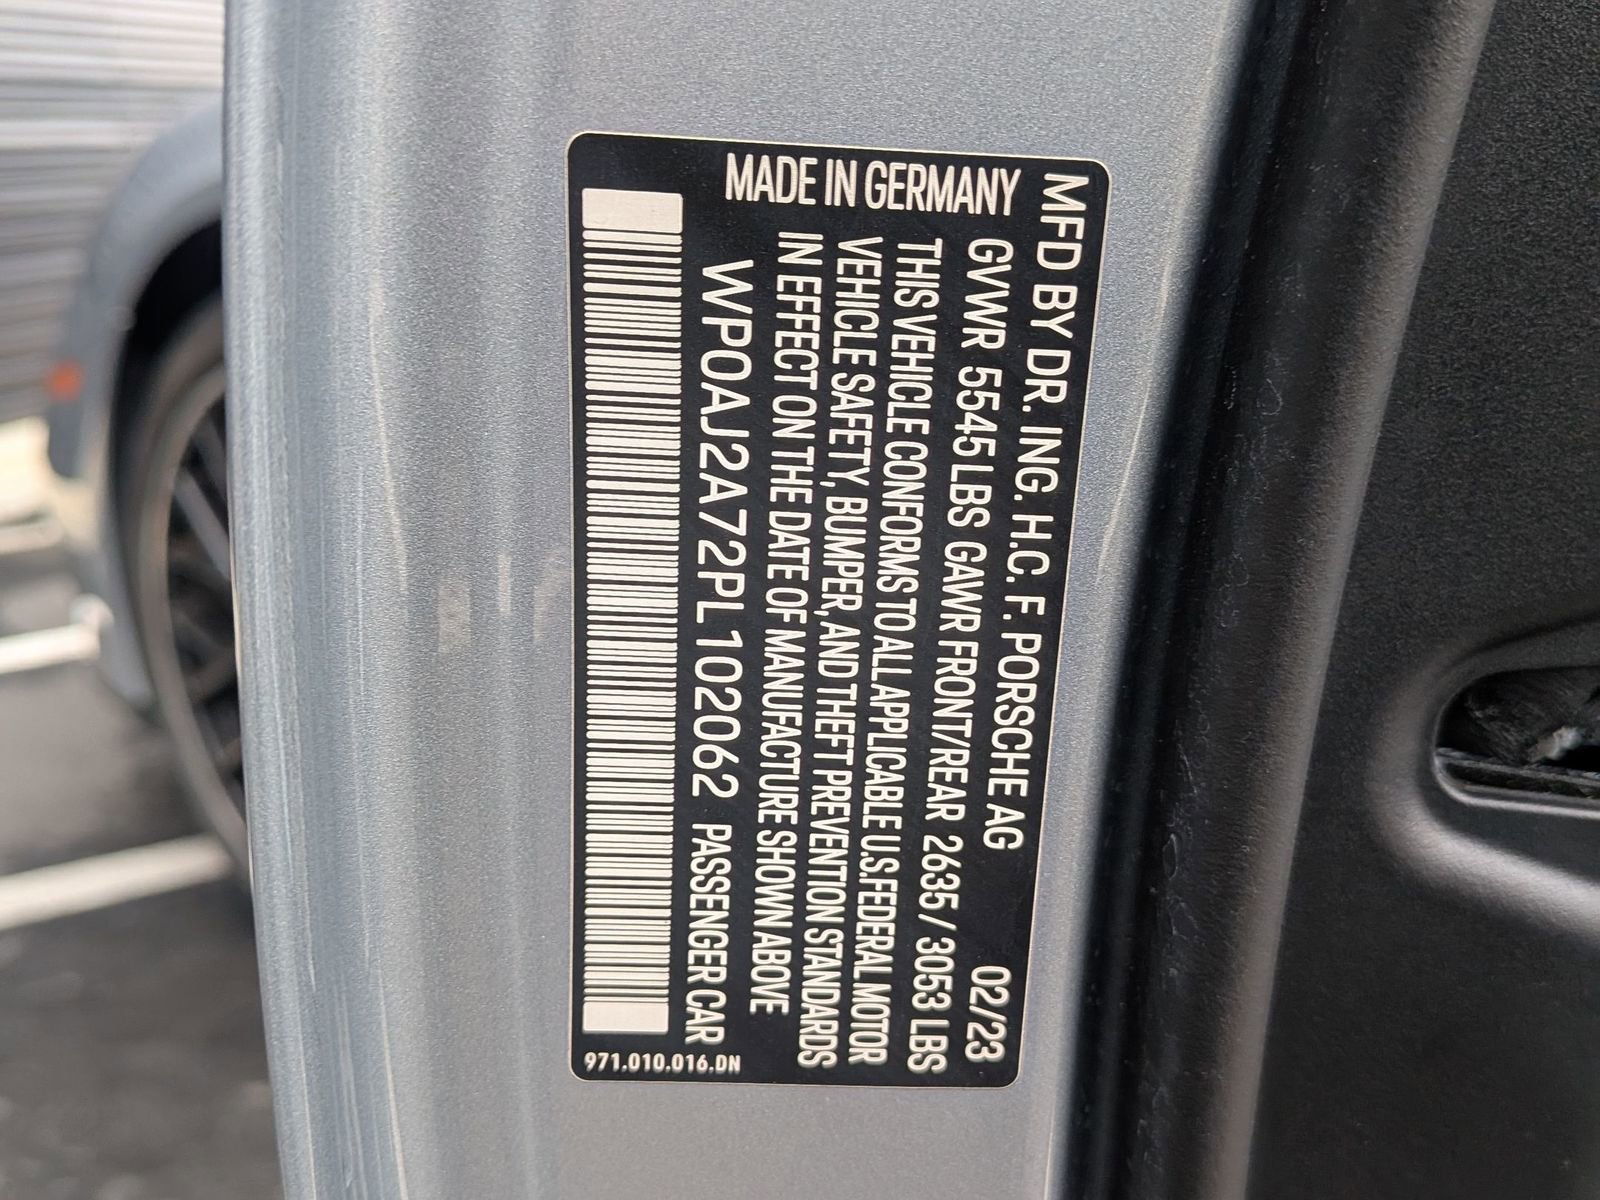 MFD BY DR. ING. H.C. F. PORSCHE AG 02/23
GVWR 5545 LBS GAWR FRONT/REAR 2635 / 3053 LBS
THIS VEHICLE CONFORMS TO ALL APPLICABLE U.S. FEDERAL MOTOR
VEHICLE SAFETY, BUMPER, AND THEFT PREVENTION STANDARDS
IN EFFECT ON THE DATE OF MANUFACTURE SHOWN ABOVE
WP0AJ2A72PL102062 PASSENGER CAR
MADE IN GERMANY
971.010.016.DN